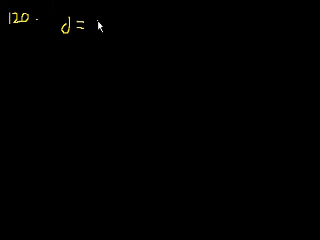 120. d =